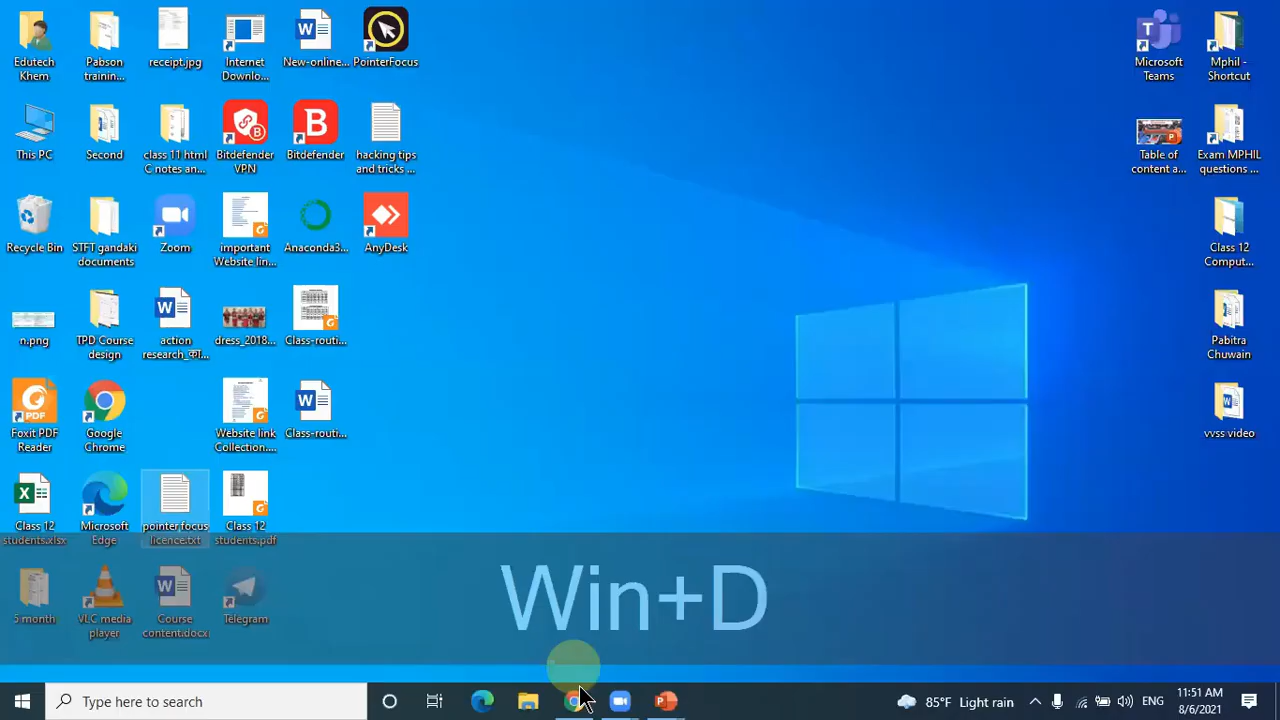 Edutech
Khem
Pabson
trainin...
receipt.jpg
Internet
Downlo...
New-online...
PointerFocus
Microsoft
Teams
Mphil -
Shortcut
This PC
Second
class 11 html
C notes an...
Bitdefender
VPN
Bitdefender
hacking tips
and tricks ...
Table of
content a...
Exam MPHIL
questions ...
Recycle Bin
STFT gandaki
documents
Zoom
important
Website lin...
Anaconda3...
AnyDesk
Class 12
Comput...
n.png
TPD Course
design
action
research_का...
dress_2018...
Class-routi...
Pabitra
Chuwain
PDF
Foxit PDF
Reader
Google
Chrome
Website link
Collection....
Class-routi...
vvss video
Class 12
students.xlsx
Microsoft
Edge
pointer focus
licence.txt
Class 12
students.pdf
Win+D
5 month
VLC media
player
Course
content.docx
Telegram
Type here to search
85°F Light rain
ENG
11:51 AM
8/6/2021